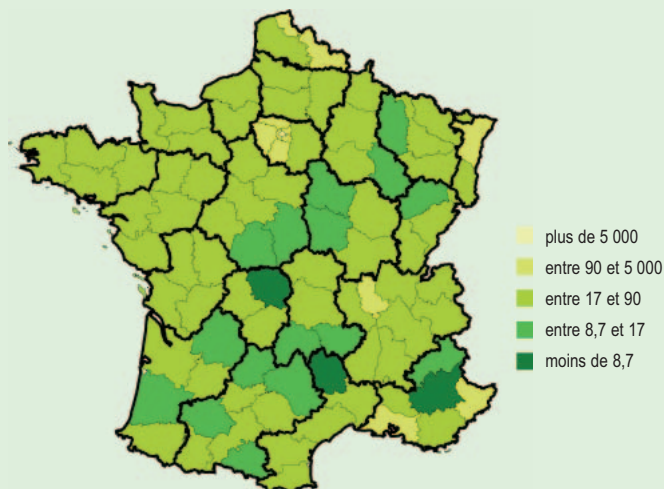 plus de 5 000
entre 90 et 5 000
entre 17 et 90
entre 8,7 et 17
moins de 8,7